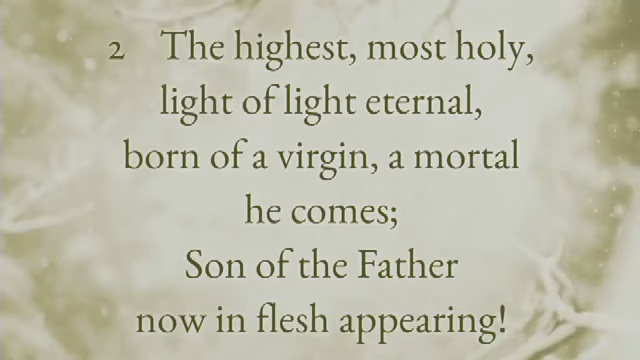 2 The highest, most holy,
light of light eternal,
born of a virgin, a mortal
he comes;
Son of the Father
now in flesh appearing!